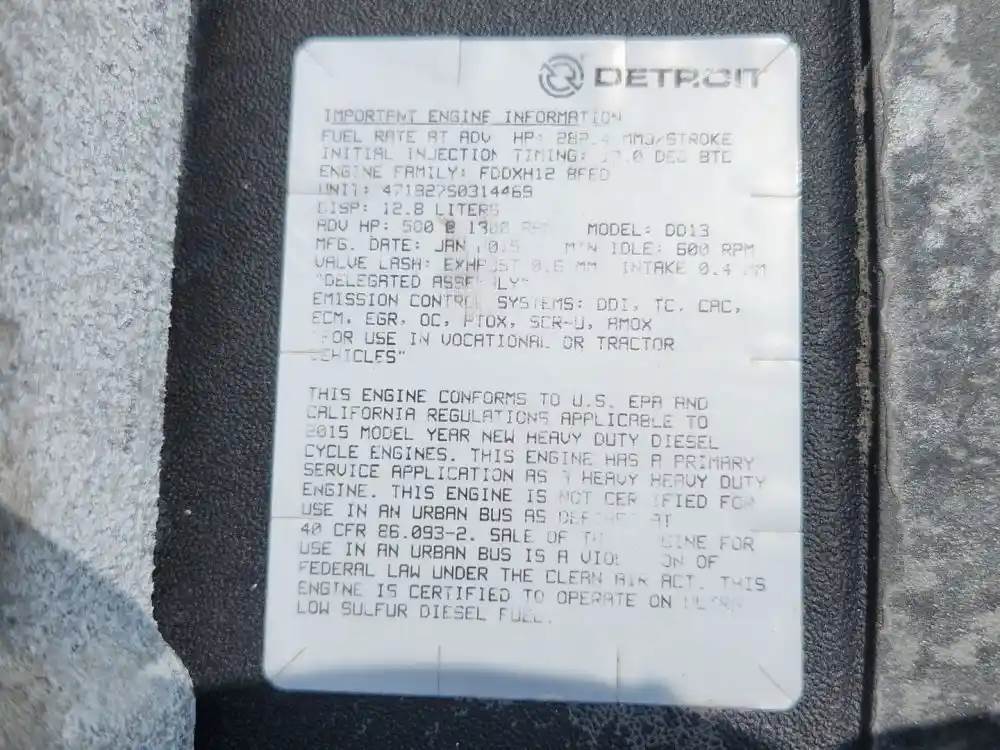 DETROIT
IMPORTANT ENGINE INFORMATION
FUEL RATE AT ADV HP: MM3/STROKE
INITIAL INJECTION TIMING: DEG BTC
ENGINE FAMILY: FDDXH12
UNIT: 471927S0314469
DISP: 12.8 LITERS
ADV HP: 500 @ MODEL: DD13
MFG. DATE: JAN MIN IDLE: 600 RPM
VALVE LASH: EXHAUST 0.6 MM INTAKE 0.4 MM
"DELEGATED ASSEMBLY"
EMISSION CONTROL SYSTEMS: DDI, TC, CAC,
ECM, EGR, OC, PTOX, SCR-U, AMOX
"FOR USE IN VOCATIONAL OR TRACTOR
VEHICLES"
THIS ENGINE CONFORMS TO U.S. EPA AND
CALIFORNIA REGULATIONS APPLICABLE TO
2015 MODEL YEAR NEW HEAVY DUTY DIESEL
CYCLE ENGINES. THIS ENGINE HAS A PRIMARY
SERVICE APPLICATION AS A HEAVY HEAVY DUTY
ENGINE. THIS ENGINE IS NOT CERTIFIED FOR
USE IN AN URBAN BUS AS DEFINED AT
40 CFR 86.093-2. SALE OF THIS ENGINE FOR
USE IN AN URBAN BUS IS A VIOLATION OF
FEDERAL LAW UNDER THE CLEAN AIR ACT. THIS
ENGINE IS CERTIFIED TO OPERATE ON ULTRA
LOW SULFUR DIESEL FUEL.